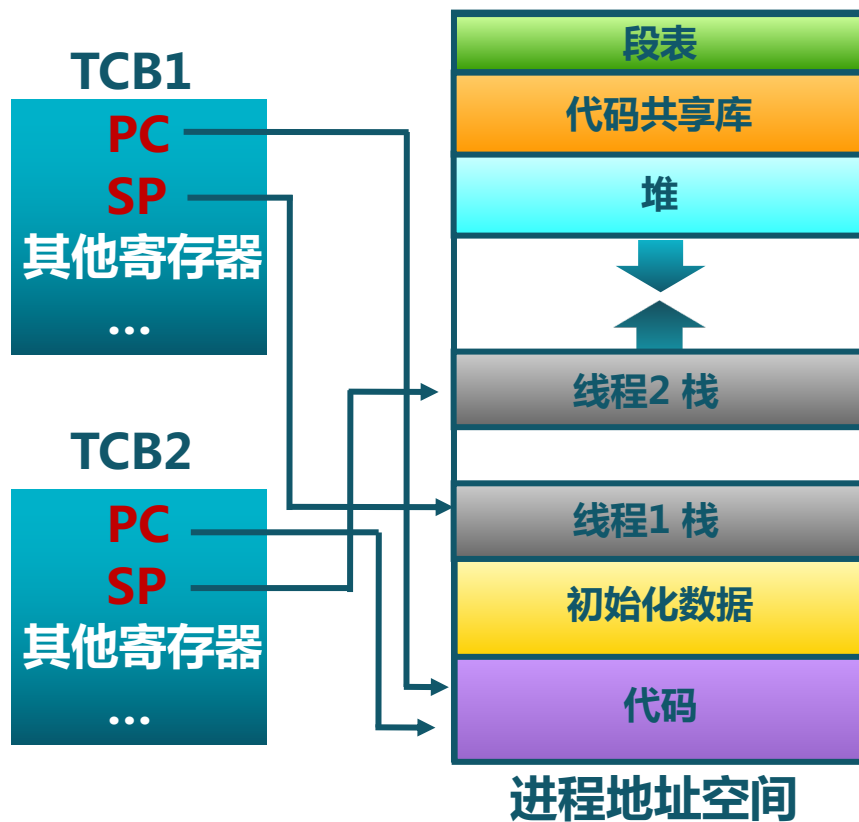 TCB1
PC
SP
其他寄存器
...
TCB2
PC
SP
其他寄存器
...
段表
代码共享库
堆
线程2 栈
线程1 栈
初始化数据
代码
进程地址空间